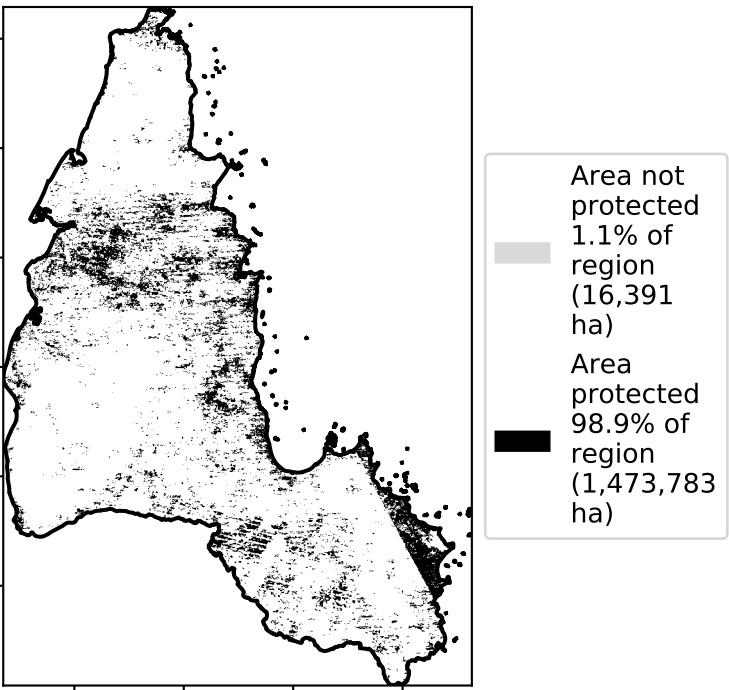 Area not
protected
1.1% of
region
(16,391
ha)
Area
protected
98.9% of
region
(1,473,783
ha)